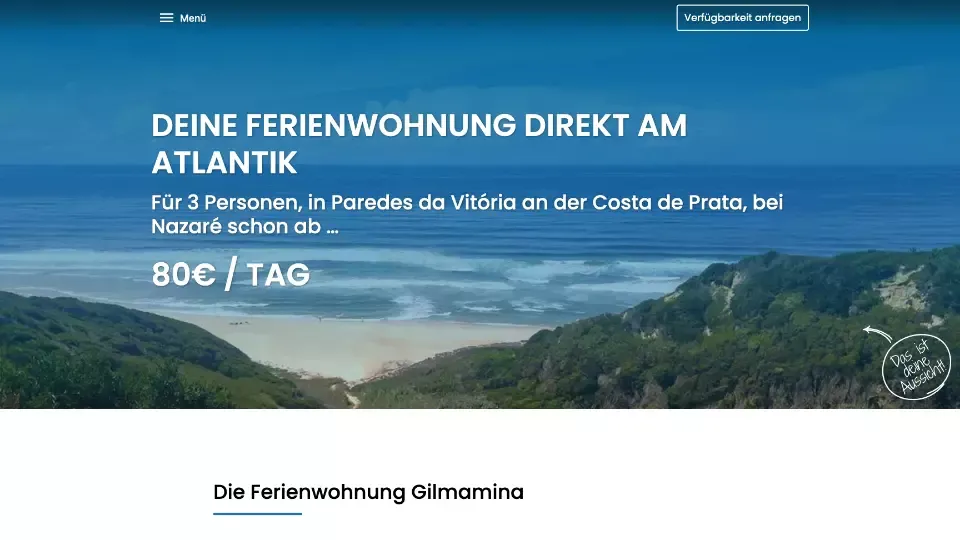 Menü
Verfügbarkeit anfragen
DEINE FERIENWOHNUNG DIREKT AM
ATLANTIK
Für 3 Personen, in Paredes da Vitória an der Costa de Prata, bei
Nazaré schon ab ...
80€ / TAG
Das ist
deine
Aussicht!
Die Ferienwohnung Gilmamina